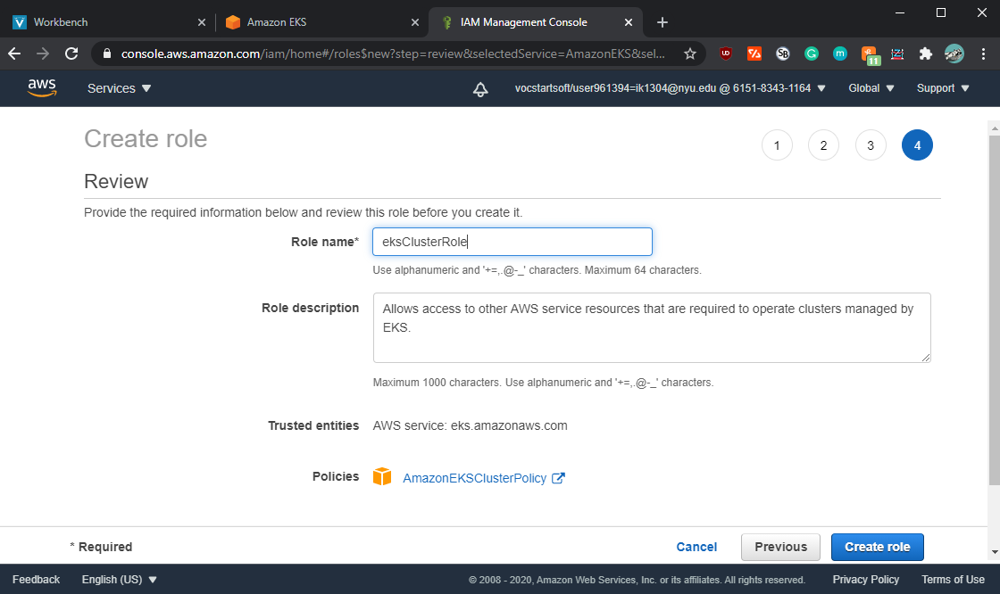 Workbench
Amazon EKS
IAM Management Console
console.aws.amazon.com/iam/home#/roles$new?step=review&selectedService=AmazonEKS&sel...
11
aws
Services
vocstartsoft/user961394=ik1304@nyu.edu @ 6151-8343-1164
Global
Support
Create role
1
2
3
4
Review
Provide the required information below and review this role before you create it.
Role name*
eksClusterRole
Use alphanumeric and '+=,.@-_' characters. Maximum 64 characters.
Role description
Allows access to other AWS service resources that are required to operate clusters managed by
EKS.
Maximum 1000 characters. Use alphanumeric and '+=,.@-_' characters.
Trusted entities
AWS service: eks.amazonaws.com
Policies
AmazonEKSClusterPolicy
* Required
Cancel
Previous
Create role
Feedback
English (US)
© 2008 - 2020, Amazon Web Services, Inc. or its affiliates. All rights reserved.
Privacy Policy
Terms of Use